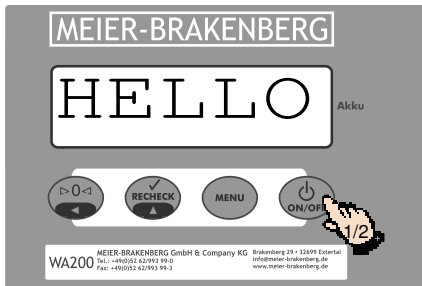 MEIER-BRAKENBERG
HELLO
Akku
▷0◁
RECHECK
MENU
ON/OFF
1/2
WA200
MEIER-BRAKENBERG GmbH & Company KG
Tel.: +49(0)52 62/993 99-0
Fax: +49(0)52 62/993 99-3
Brakenberg 29 • 32699 Extertal
info@meier-brakenberg.de
www.meier-brakenberg.de